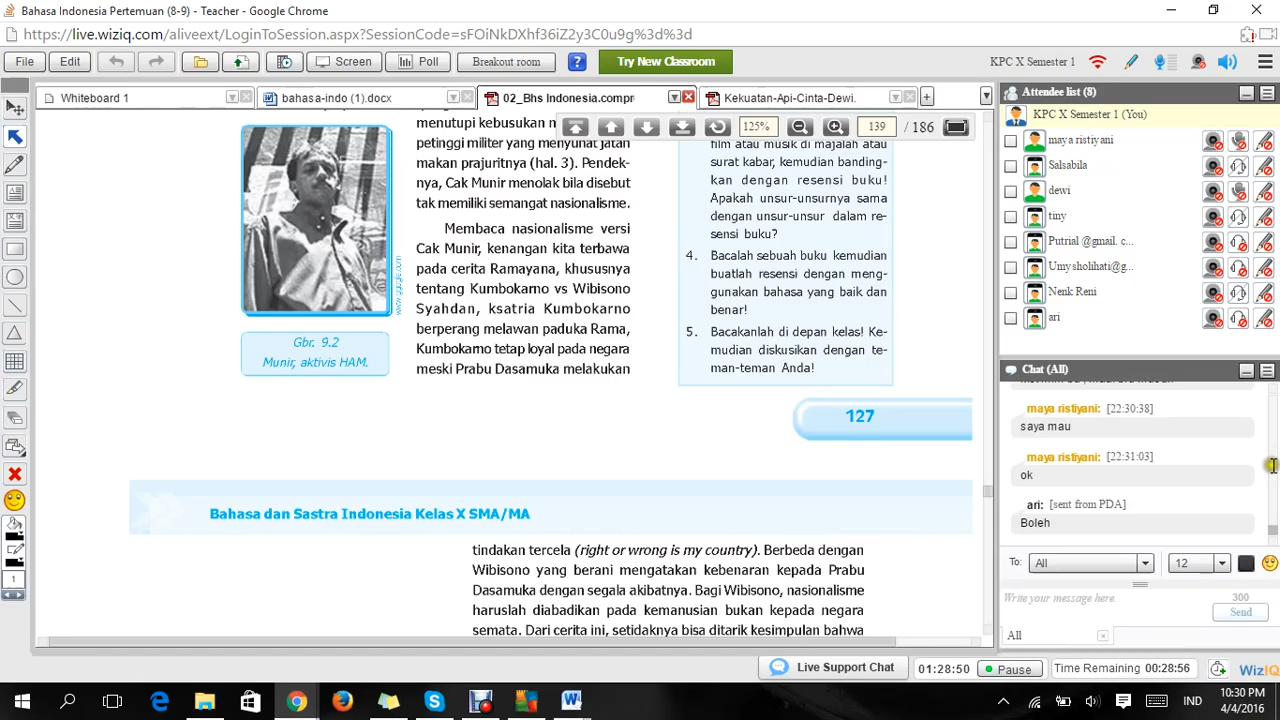 Bahasa Indonesia Pertemuan (8-9) - Teacher - Google Chrome
https://live.wiziq.com/aliveext/LoginToSession.aspx?SessionCode=sFOiNkDXhf36iZ2y3C0u9g%3d%3d
File Edit Screen Poll Breakout room ? Try New Classroom KPC X Semester 1
Whiteboard 1 bahasa-indo (1).docx 02_Bhs Indonesia.compr Kekuatan-Api-Cinta-Dewi.
125% 139 / 186
menutupi kebusukan
petinggi militer yang menyunat jatah
makan prajuritnya (hal. 3). Pendek-
nya, Cak Munir menolak bila disebut
tak memiliki semangat nasionalisme.
Membaca nasionalisme versi
Cak Munir, kenangan kita terbawa
pada cerita Ramayana, khususnya
tentang Kumbokarno vs Wibisono
Syahdan, ksatria Kumbokarno
berperang melawan paduka Rama,
Kumbokarno tetap loyal pada negara
meski Prabu Dasamuka melakukan
www.google.com
Gbr. 9.2
Munir, aktivis HAM.
film atau musik di majalah atau
surat kabar, kemudian banding-
kan dengan resensi buku!
Apakah unsur-unsurnya sama
dengan unsur-unsur dalam re-
sensi buku?
4. Bacalah sebuah buku kemudian
buatlah resensi dengan meng-
gunakan bahasa yang baik dan
benar!
5. Bacakanlah di depan kelas! Ke-
mudian diskusikan dengan te-
man-teman Anda!
127
Bahasa dan Sastra Indonesia Kelas X SMA/MA
tindakan tercela (right or wrong is my country). Berbeda dengan
Wibisono yang berani mengatakan kebenaran kepada Prabu
Dasamuka dengan segala akibatnya. Bagi Wibisono, nasionalisme
haruslah diabadikan pada kemanusian bukan kepada negara
semata. Dari cerita ini, setidaknya bisa ditarik kesimpulan bahwa
1
Attendee list (8)
KPC X Semester 1 (You)
maya ristiyani
Salsabila
dewi
tiny
Putrial @gmail. c...
Umysholihati@g...
Nenk Reni
ari
Chat (All)
maya ristiyani: [22:30:38]
saya mau
maya ristiyani: [22:31:03]
ok
ari: [sent from PDA]
Boleh
To: All 12
Write your message here. 300
Send
All
Live Support Chat 01:28:50 Pause Time Remaining 00:28:56 WizIQ
IND 10:30 PM
4/4/2016